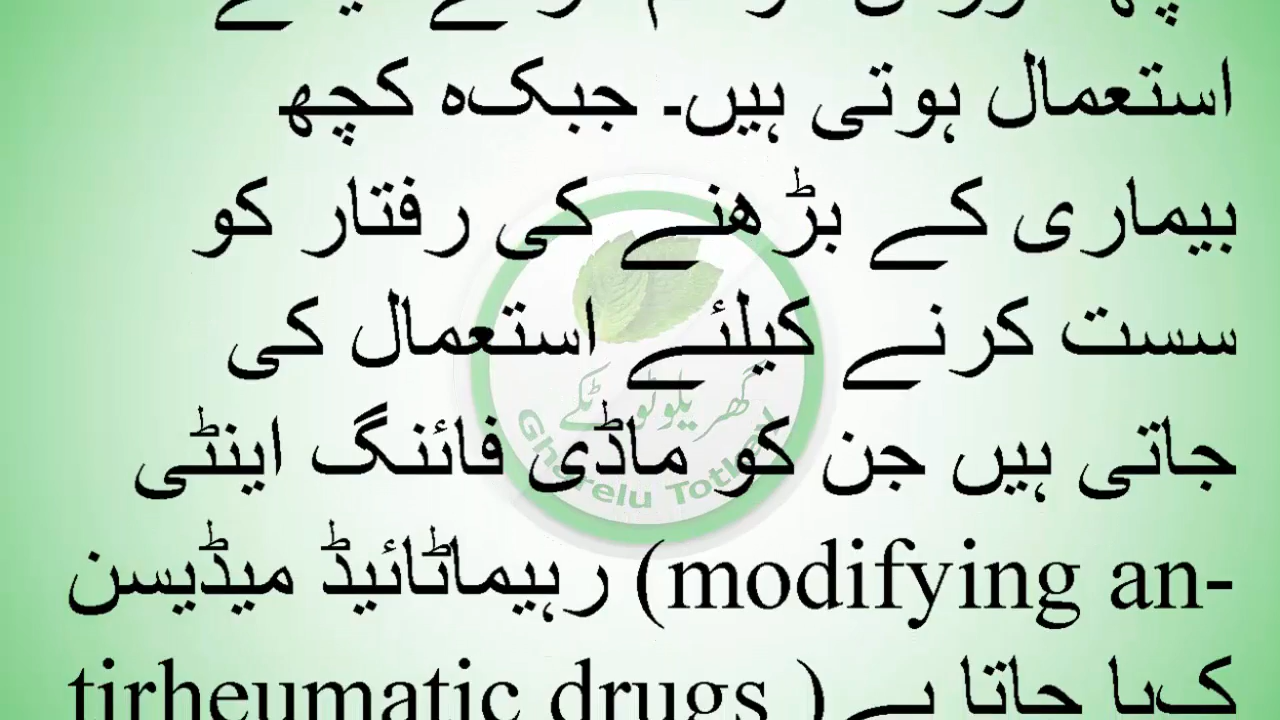 استعمال ہوتی ہیں۔ جبکہ کچھ
بیماری کے بڑھنے کی رفتار کو
سست کرنے کیلئے استعمال کی
جاتی ہیں جن کو ماڈی فائنگ اینٹی
رہیماٹائیڈ میڈیسن (modifying an-
tirheumatic drugs ) کہا جاتا ہے
گھریلو ٹوٹکے
Gharelu Totkay